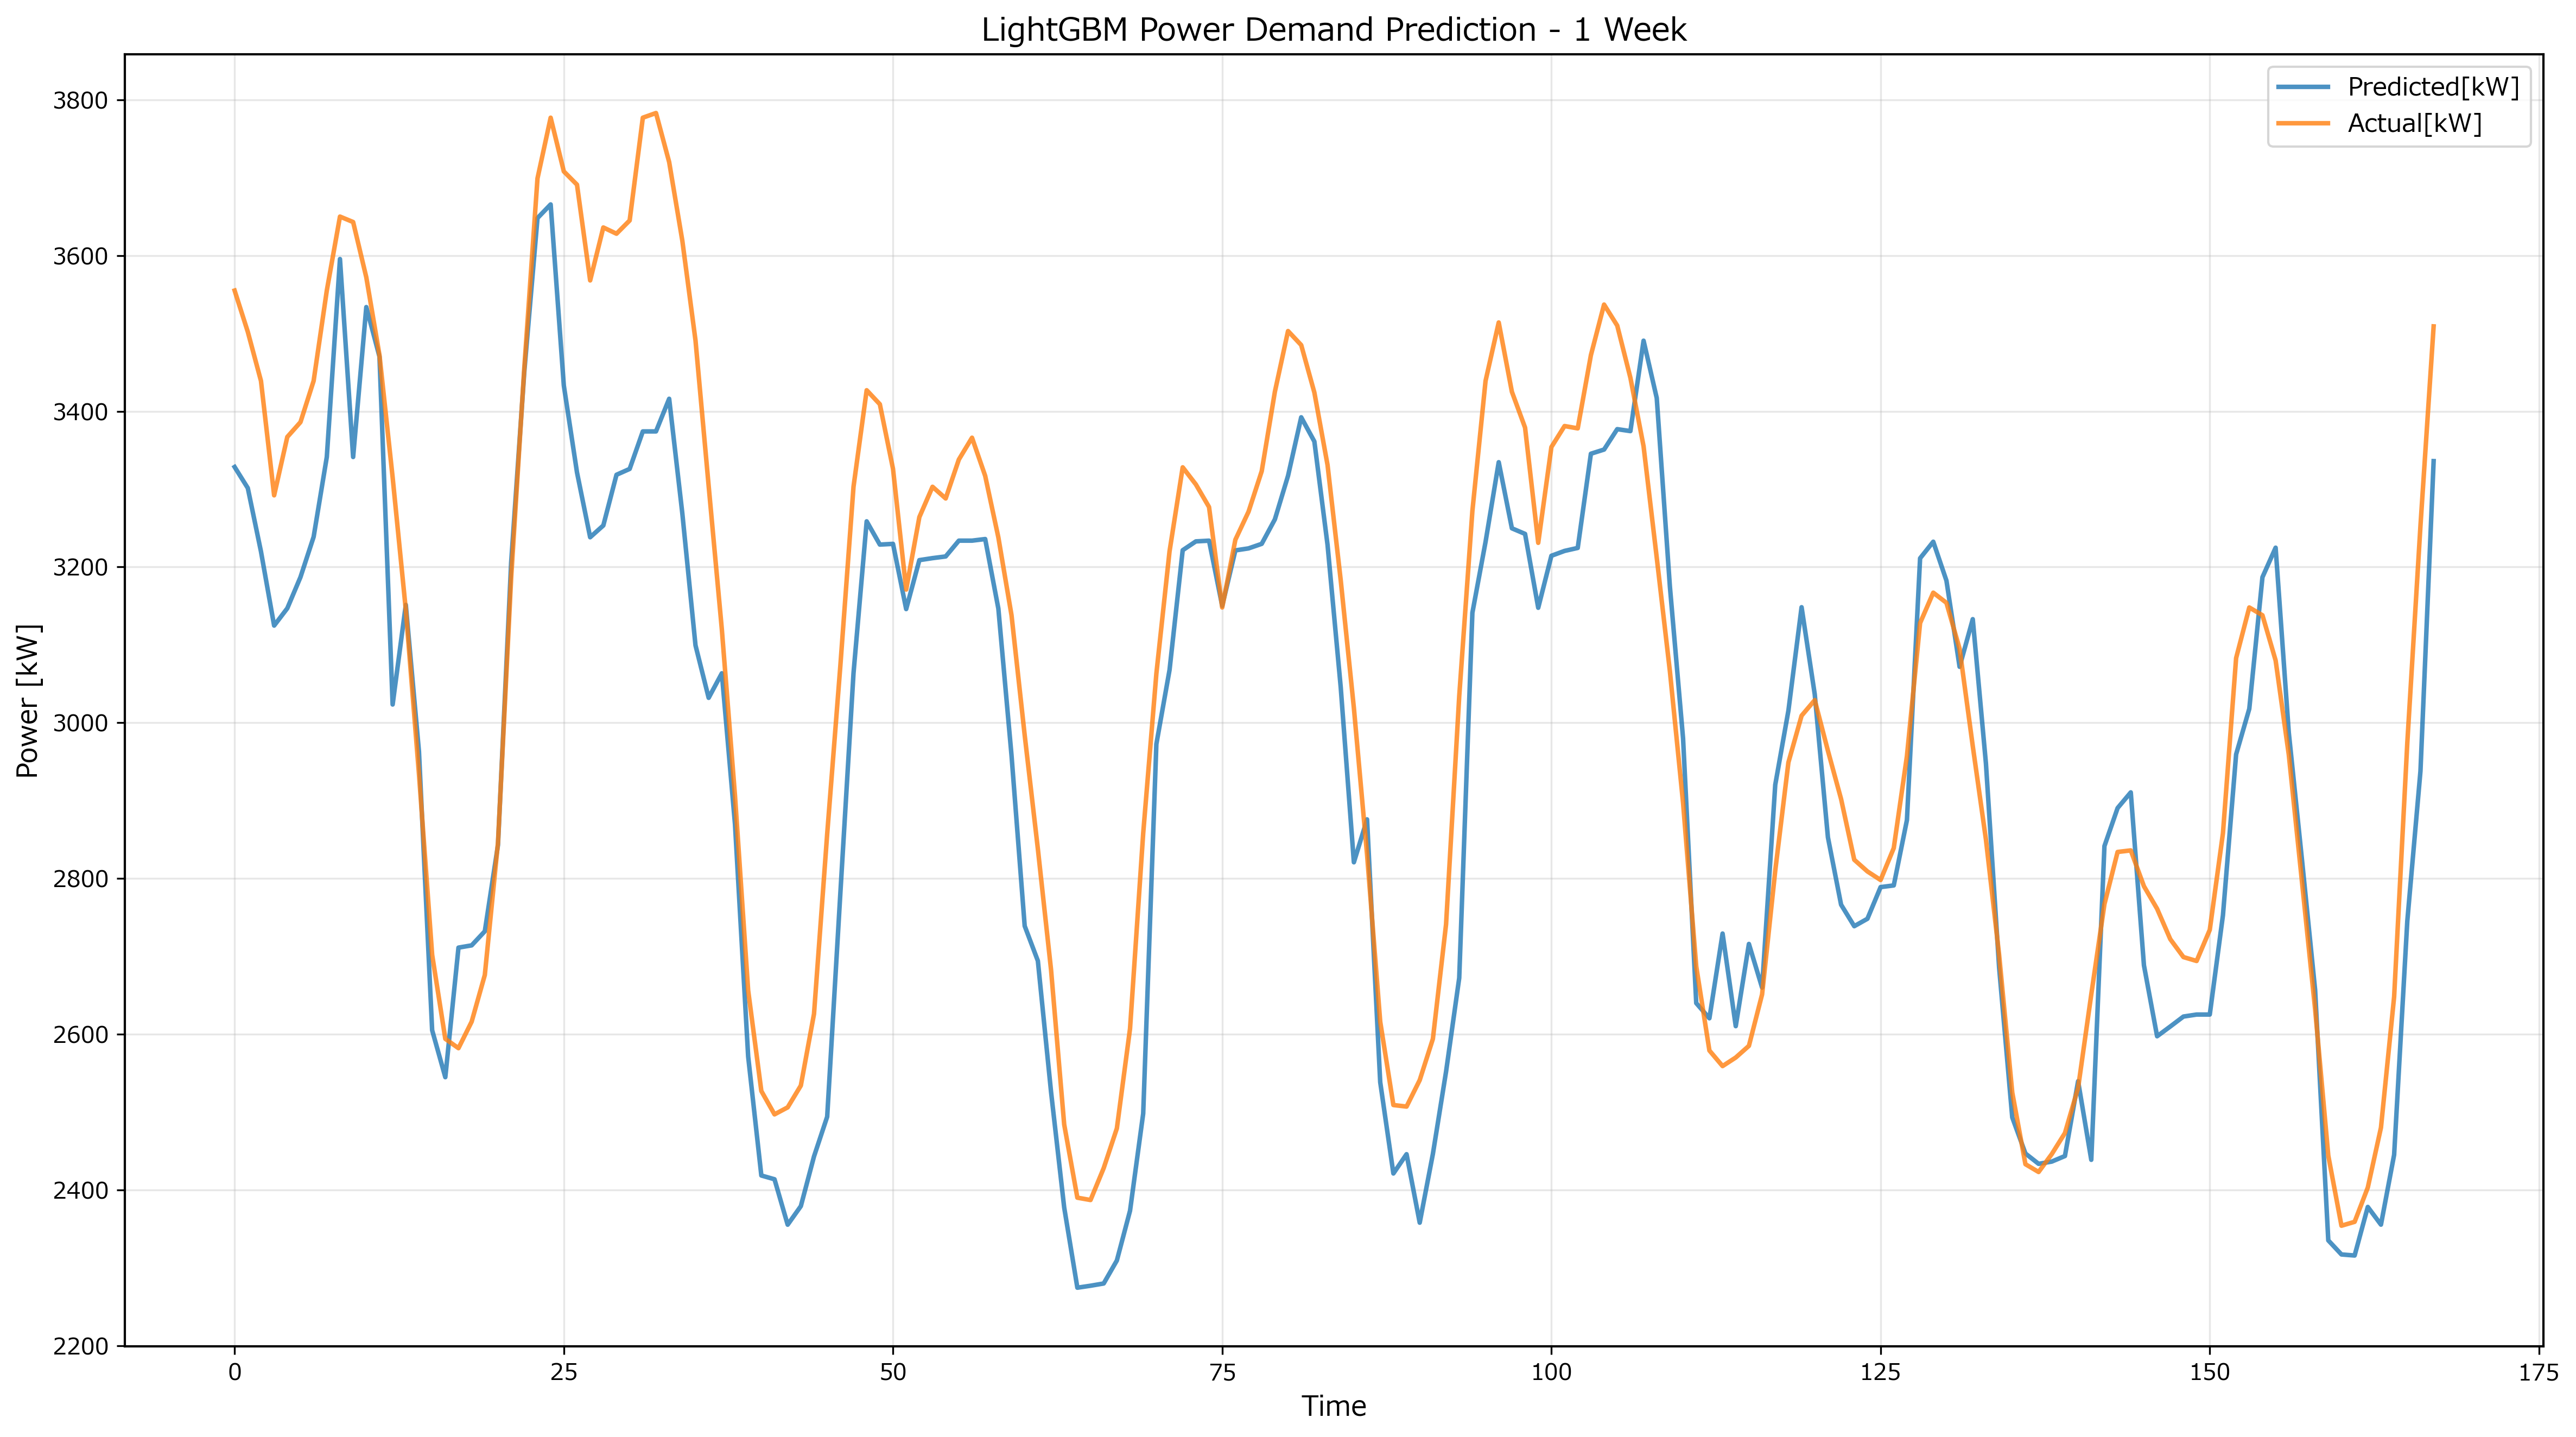 LightGBM Power Demand Prediction - 1 Week
Predicted[kW]
Actual[kW]
Power [kW]
3800
3600
3400
3200
3000
2800
2600
2400
2200
0 25 50 75 100 125 150 175
Time